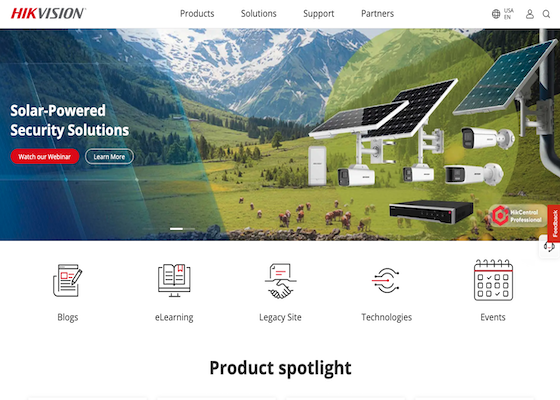 HIKVISION
Products
Solutions
Support
Partners
USA
EN
Solar-Powered
Security Solutions
Watch our Webinar
Learn More
HikCentral
Professional
Feedback
Blogs
eLearning
Legacy Site
Technologies
Events
Product spotlight